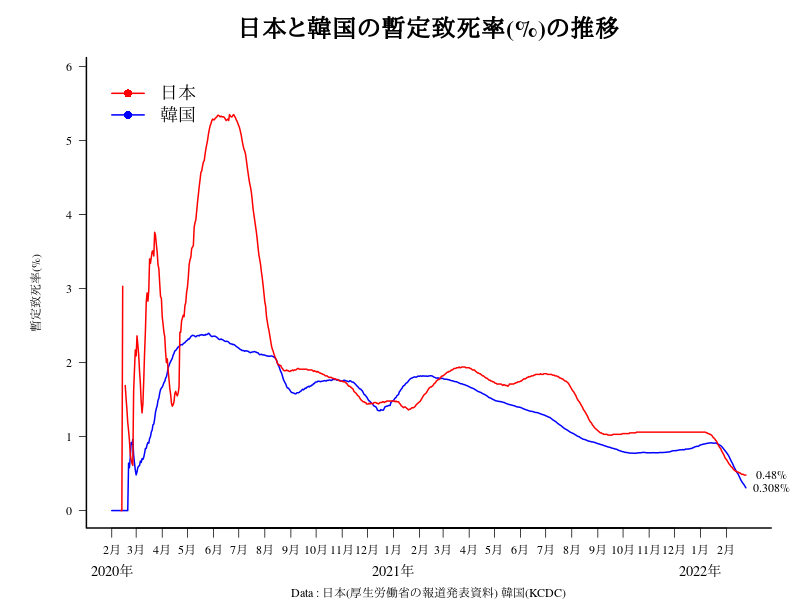 日本と韓国の暫定致死率(%)の推移
日本
韓国
暫定致死率(%)
6
5
4
3
2
1
0
0.48%
0.308%
2月 3月 4月 5月 6月 7月 8月 9月 10月 11月 12月 1月 2月 3月 4月 5月 6月 7月 8月 9月 10月 11月 12月 1月 2月
2020年 2021年 2022年
Data : 日本(厚生労働省の報道発表資料) 韓国(KCDC)